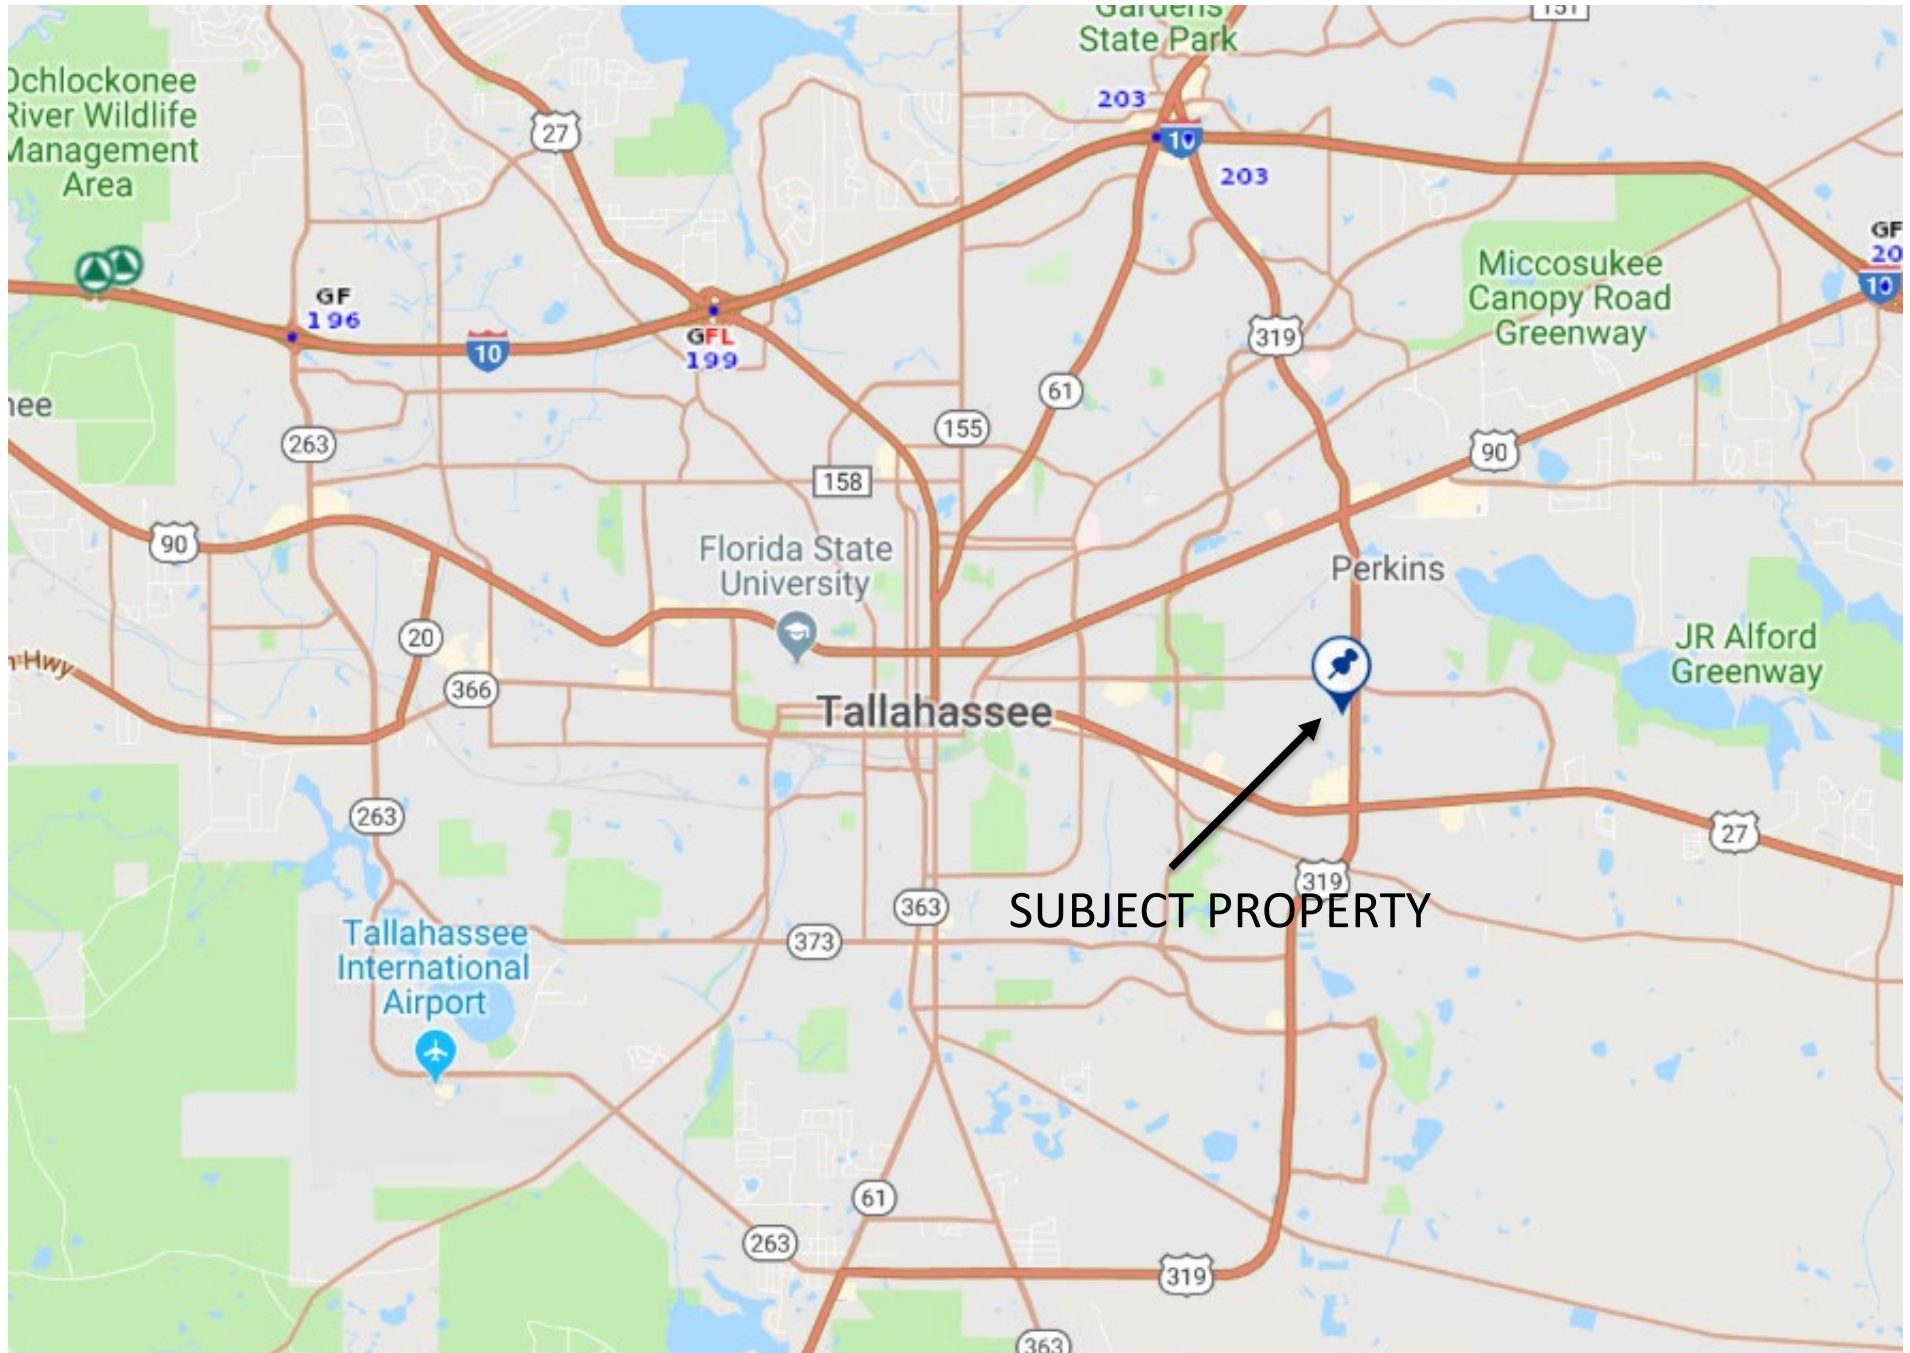 Gardens
State Park
151
Ochlockonee
River Wildlife
Management
Area
203
10
203
27
GF
196
10
GFL
199
319
Miccosukee
Canopy Road
Greenway
GF
20
10
nee
263
61
155
158
90
90
Florida State
University
Perkins
20
366
n Hwy
JR Alford
Greenway
Tallahassee
263
27
319
363
SUBJECT PROPERTY
373
Tallahassee
International
Airport
61
263
319
363